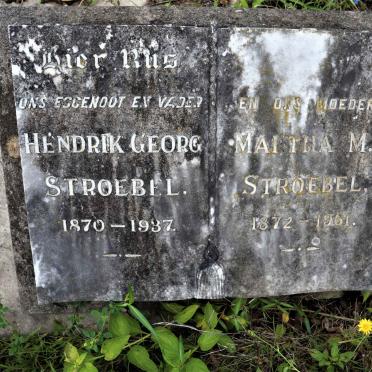 Hier Rus
ONS EGGENOOT EN VADER
HENDRIK GEORG
STROEBEL.
1870 — 1937.
EN ONS MOEDER
MARTHA M.
STROEBEL.
1872 — 1961.